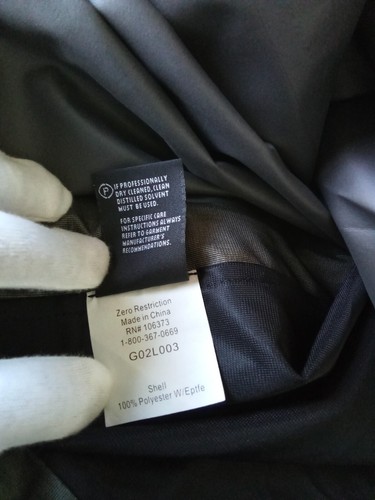 P
IF PROFESSIONALLY
DRY CLEANED, CLEAN
DISTILLED SOLVENT
MUST BE USED.
FOR SPECIFIC CARE
INSTRUCTIONS ALWAYS
REFER TO GARMENT
MANUFACTURER'S
RECOMMENDATIONS.
Zero Restriction
Made in China
RN# 106373
1-800-367-0669
G02L003
Shell
100% Polyester W/Eptfe